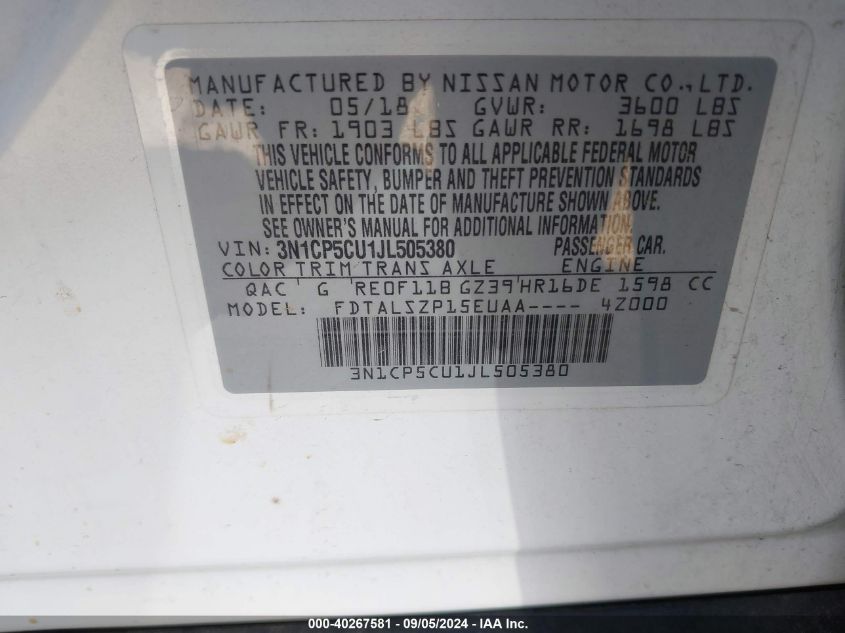 MANUFACTURED BY NISSAN MOTOR CO., LTD.
DATE: 05/18 GVWR: 3600 LBS
GAWR FR: 1903 LBS GAWR RR: 1698 LBS
THIS VEHICLE CONFORMS TO ALL APPLICABLE FEDERAL MOTOR
VEHICLE SAFETY, BUMPER AND THEFT PREVENTION STANDARDS
IN EFFECT ON THE DATE OF MANUFACTURE SHOWN ABOVE.
SEE OWNER'S MANUAL FOR ADDITIONAL INFORMATION.
VIN: 3N1CP5CU1JL505380 PASSENGER CAR.
COLOR TRIM TRANS AXLE ENGINE
QAC ' G ' RE0F11B GZ39'HR16DE 1598 CC
MODEL: FDTALSZP15EUAA---- 4Z000
3N1CP5CU1JL505380
000-40267581 - 09/05/2024 - IAA Inc.